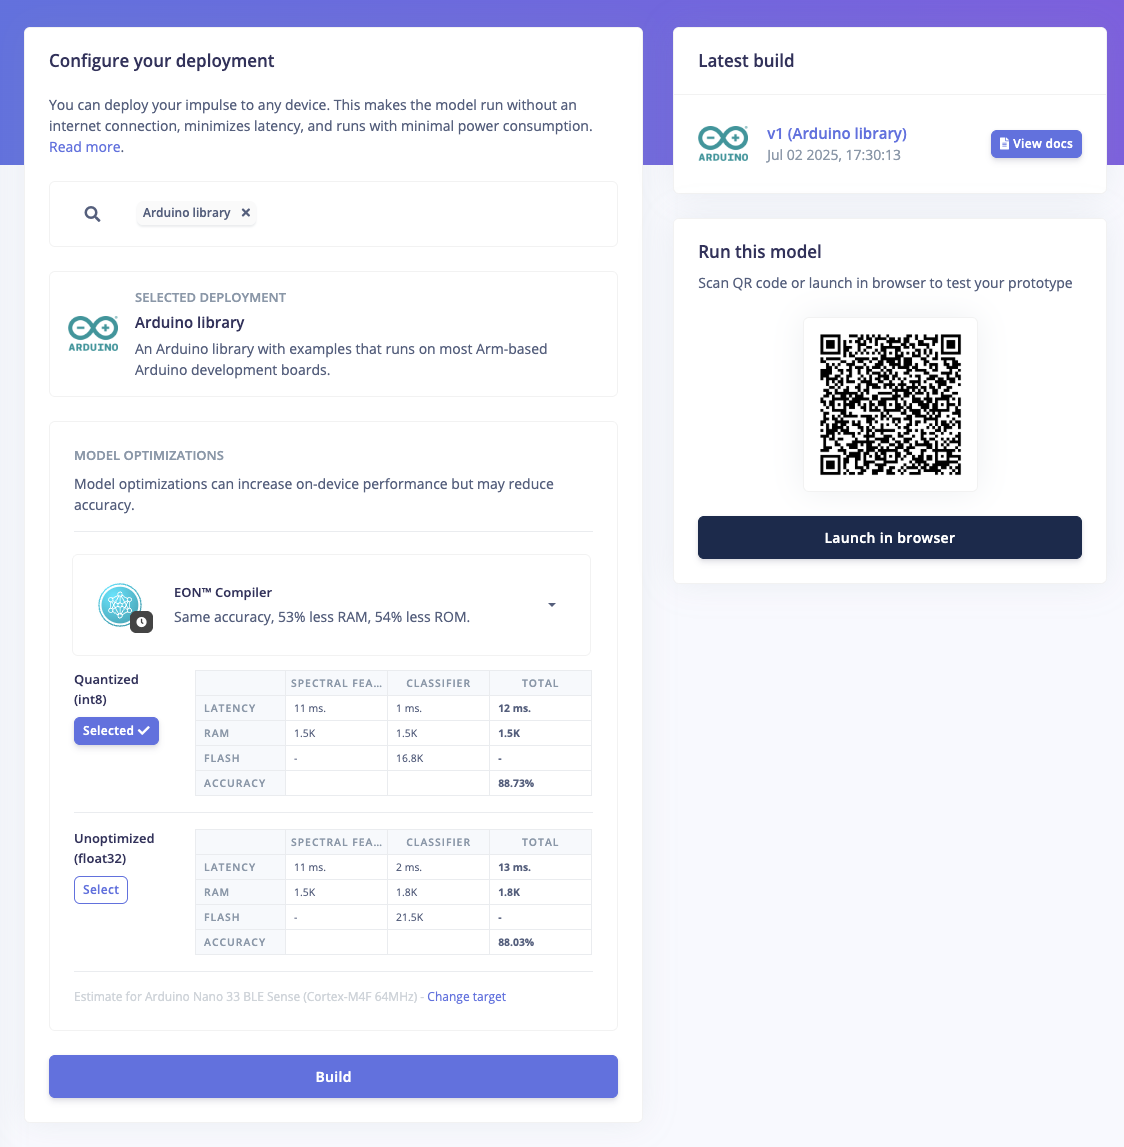 Configure your deployment
You can deploy your impulse to any device. This makes the model run without an
internet connection, minimizes latency, and runs with minimal power consumption.
Read more.
Arduino library ×
ARDUINO
SELECTED DEPLOYMENT
Arduino library
An Arduino library with examples that runs on most Arm-based
Arduino development boards.
MODEL OPTIMIZATIONS
Model optimizations can increase on-device performance but may reduce
accuracy.
EON™ Compiler
Same accuracy, 53% less RAM, 54% less ROM.
Quantized
(int8)
Selected
SPECTRAL FEA... CLASSIFIER TOTAL
LATENCY 11 ms. 1 ms. 12 ms.
RAM 1.5K 1.5K 1.5K
FLASH - 16.8K -
ACCURACY 88.73%
Unoptimized
(float32)
Select
SPECTRAL FEA... CLASSIFIER TOTAL
LATENCY 11 ms. 2 ms. 13 ms.
RAM 1.5K 1.8K 1.8K
FLASH - 21.5K -
ACCURACY 88.03%
Estimate for Arduino Nano 33 BLE Sense (Cortex-M4F 64MHz) - Change target
Build
Latest build
ARDUINO
v1 (Arduino library)
Jul 02 2025, 17:30:13
View docs
Run this model
Scan QR code or launch in browser to test your prototype
Launch in browser